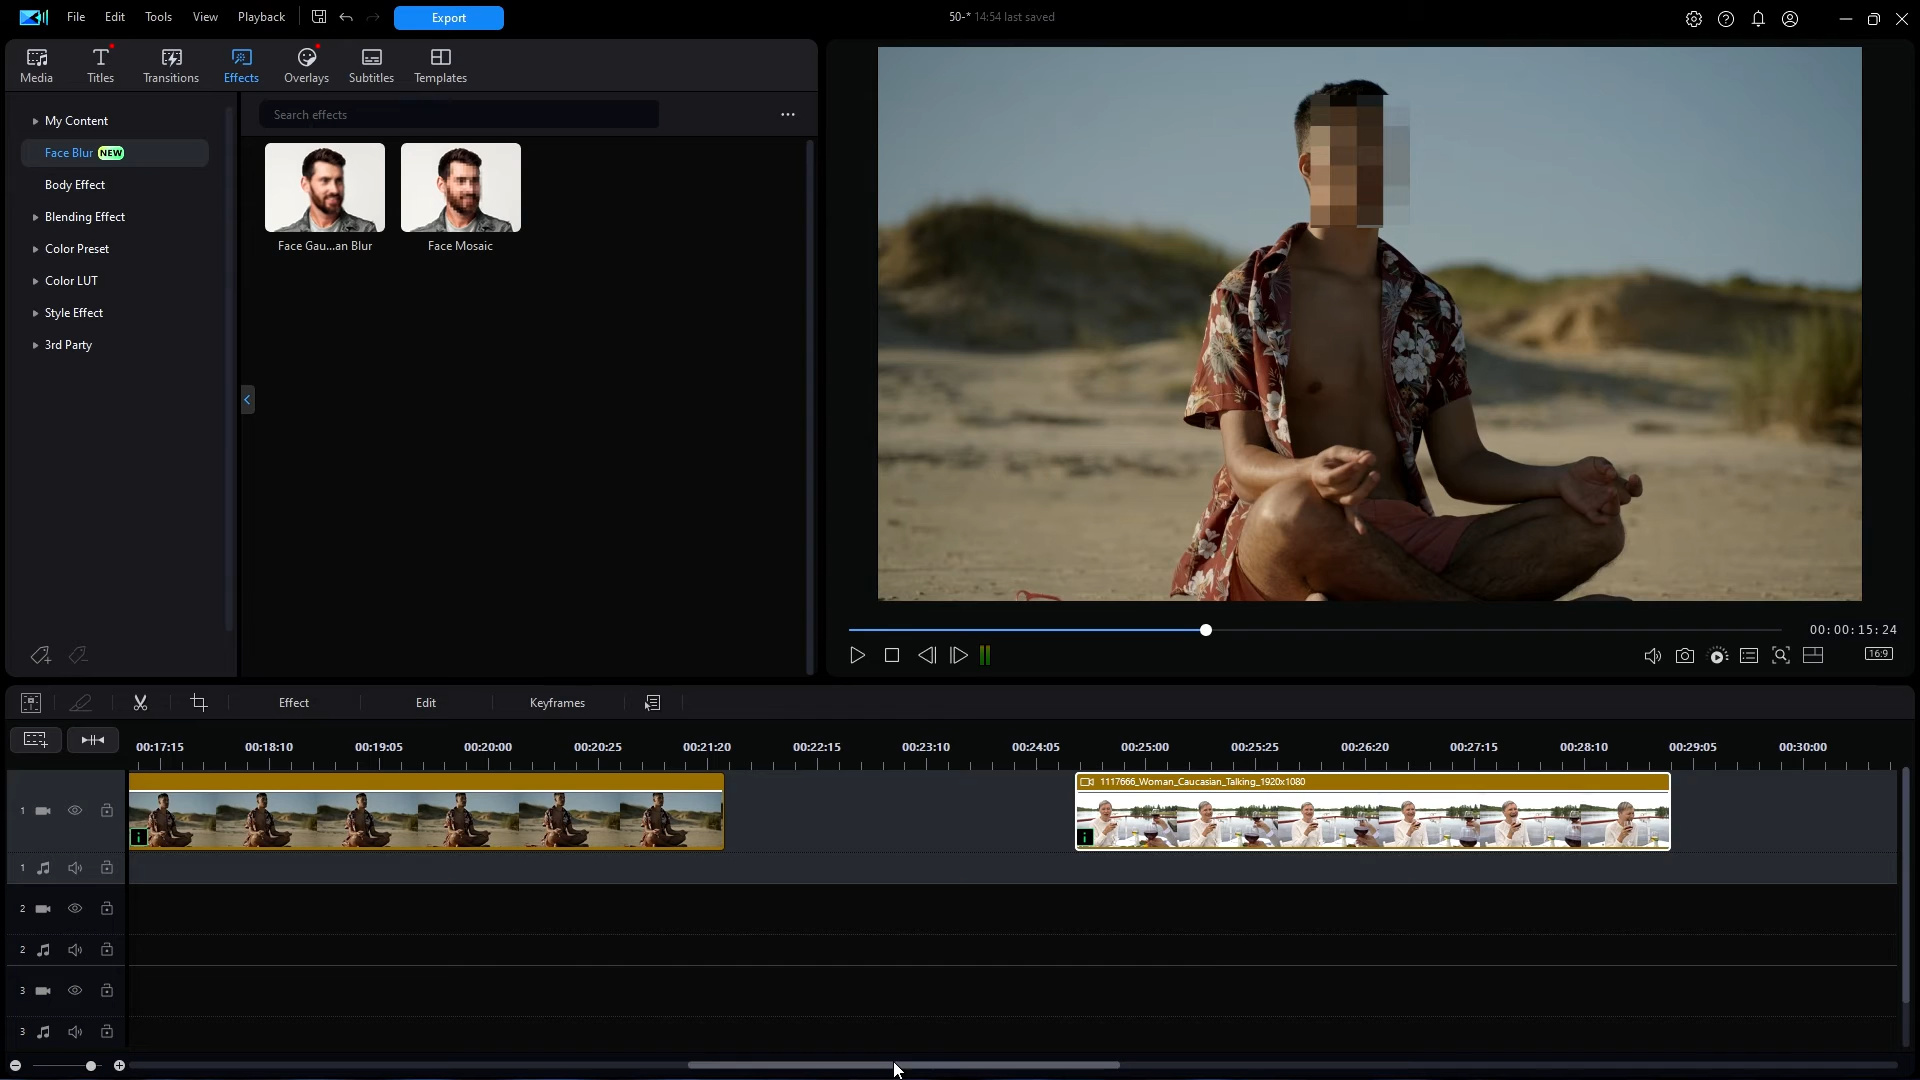 File Edit Tools View Playback Export 50-* 14:54 last saved
Media Titles Transitions Effects Overlays Subtitles Templates
Search effects
My Content
Face Blur NEW
Body Effect
Blending Effect
Color Preset
Color LUT
Style Effect
3rd Party
Face Gau...an Blur Face Mosaic
00:00:15:24
16:9
Effect Edit Keyframes
00:17:15 00:18:10 00:19:05 00:20:00 00:20:25 00:21:20 00:22:15 00:23:10 00:24:05 00:25:00 00:25:25 00:26:20 00:27:15 00:28:10 00:29:05 00:30:00
1117666_Woman_Caucasian_Talking_1920x1080
1
i i
1
2
2
3
3